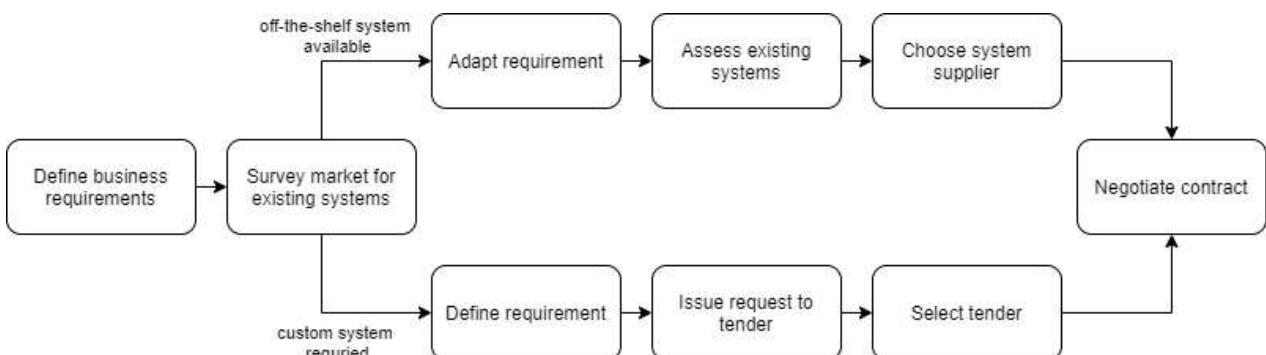 off-the-shelf system
available
Adapt requirement
Assess existing
systems
Choose system
supplier
Define business
requirements
Survey market for
existing systems
Negotiate contract
Define requirement
Issue request to
tender
Select tender
custom system
requried